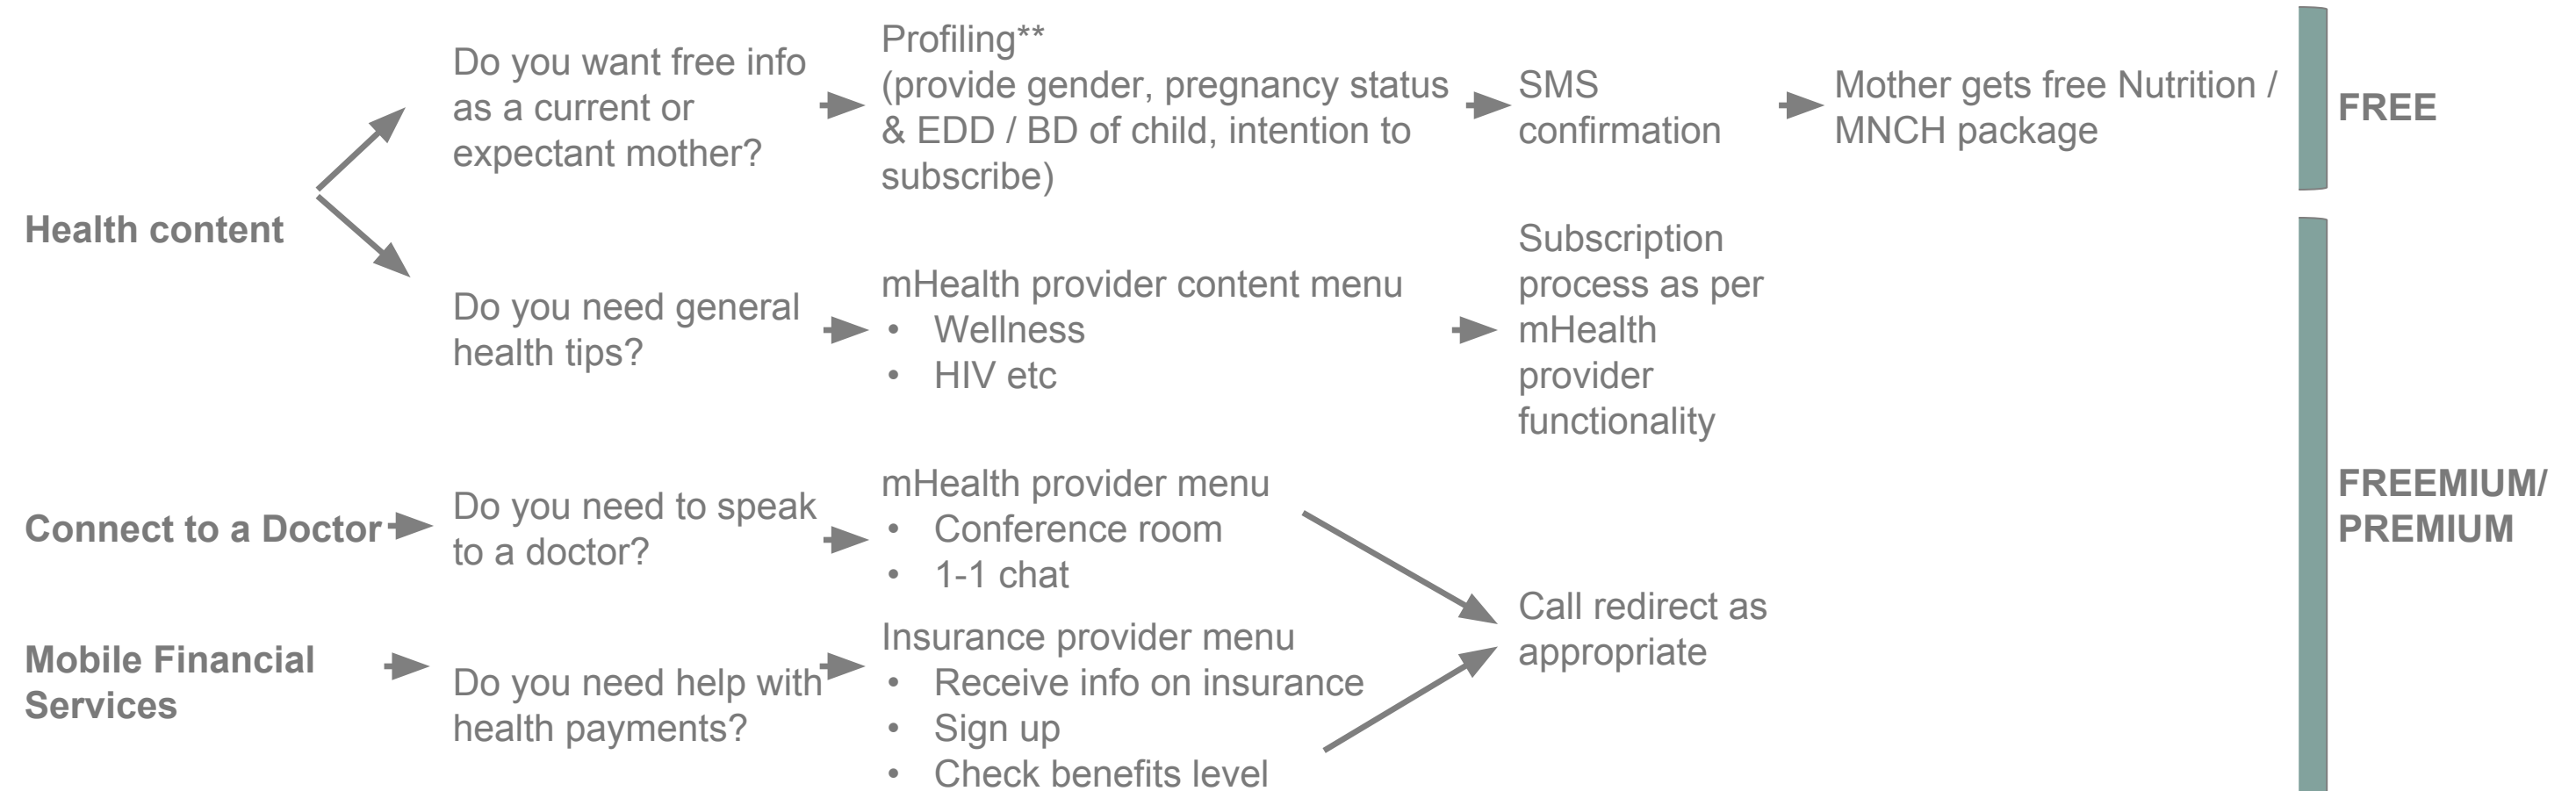 Do you want free info
as a current or
expectant mother?
Profiling**
(provide gender, pregnancy status
& EDD / BD of child, intention to
subscribe)
SMS
confirmation
Mother gets free Nutrition /
MNCH package
FREE
Health content
Do you need general
health tips?
mHealth provider content menu
• Wellness
• HIV etc
Subscription
process as per
mHealth
provider
functionality
Connect to a Doctor
Do you need to speak
to a doctor?
mHealth provider menu
• Conference room
• 1-1 chat
Mobile Financial
Services
Do you need help with
health payments?
Insurance provider menu
• Receive info on insurance
• Sign up
• Check benefits level
Call redirect as
appropriate
FREEMIUM/
PREMIUM